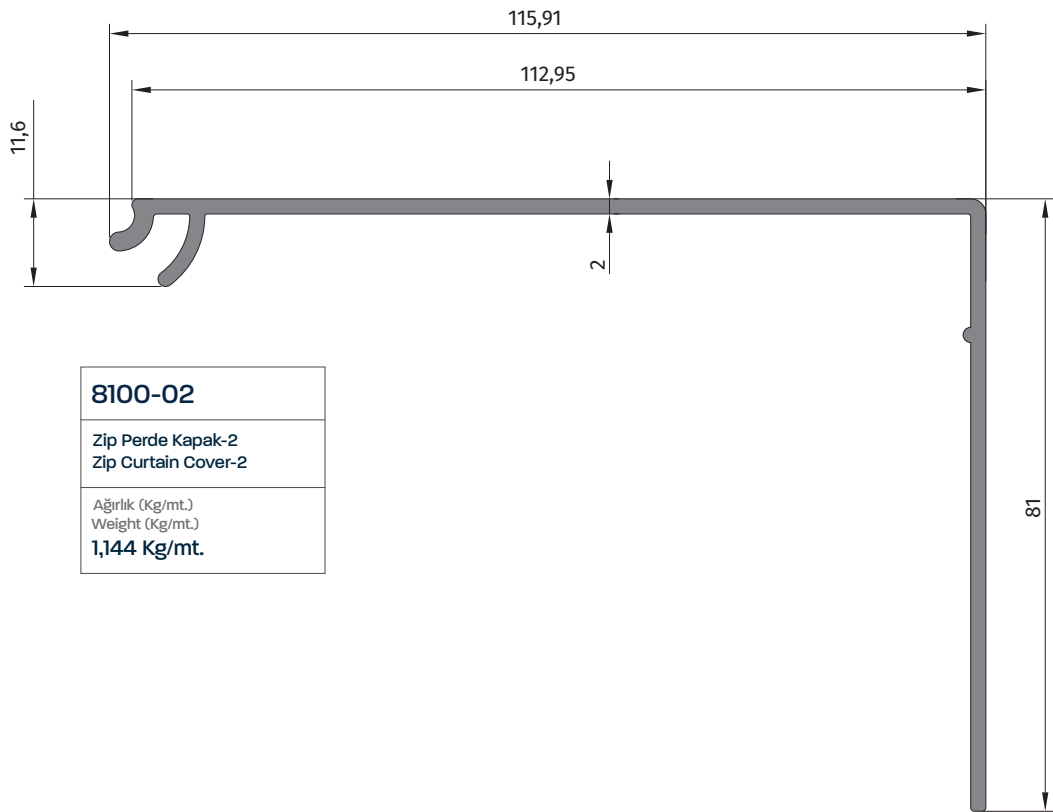 115,91
112,95
11,6
2
8100-02
Zip Perde Kapak-2
Zip Curtain Cover-2
Ağırlık (Kg/mt.)
Weight (Kg/mt.)
1,144 Kg/mt.
81